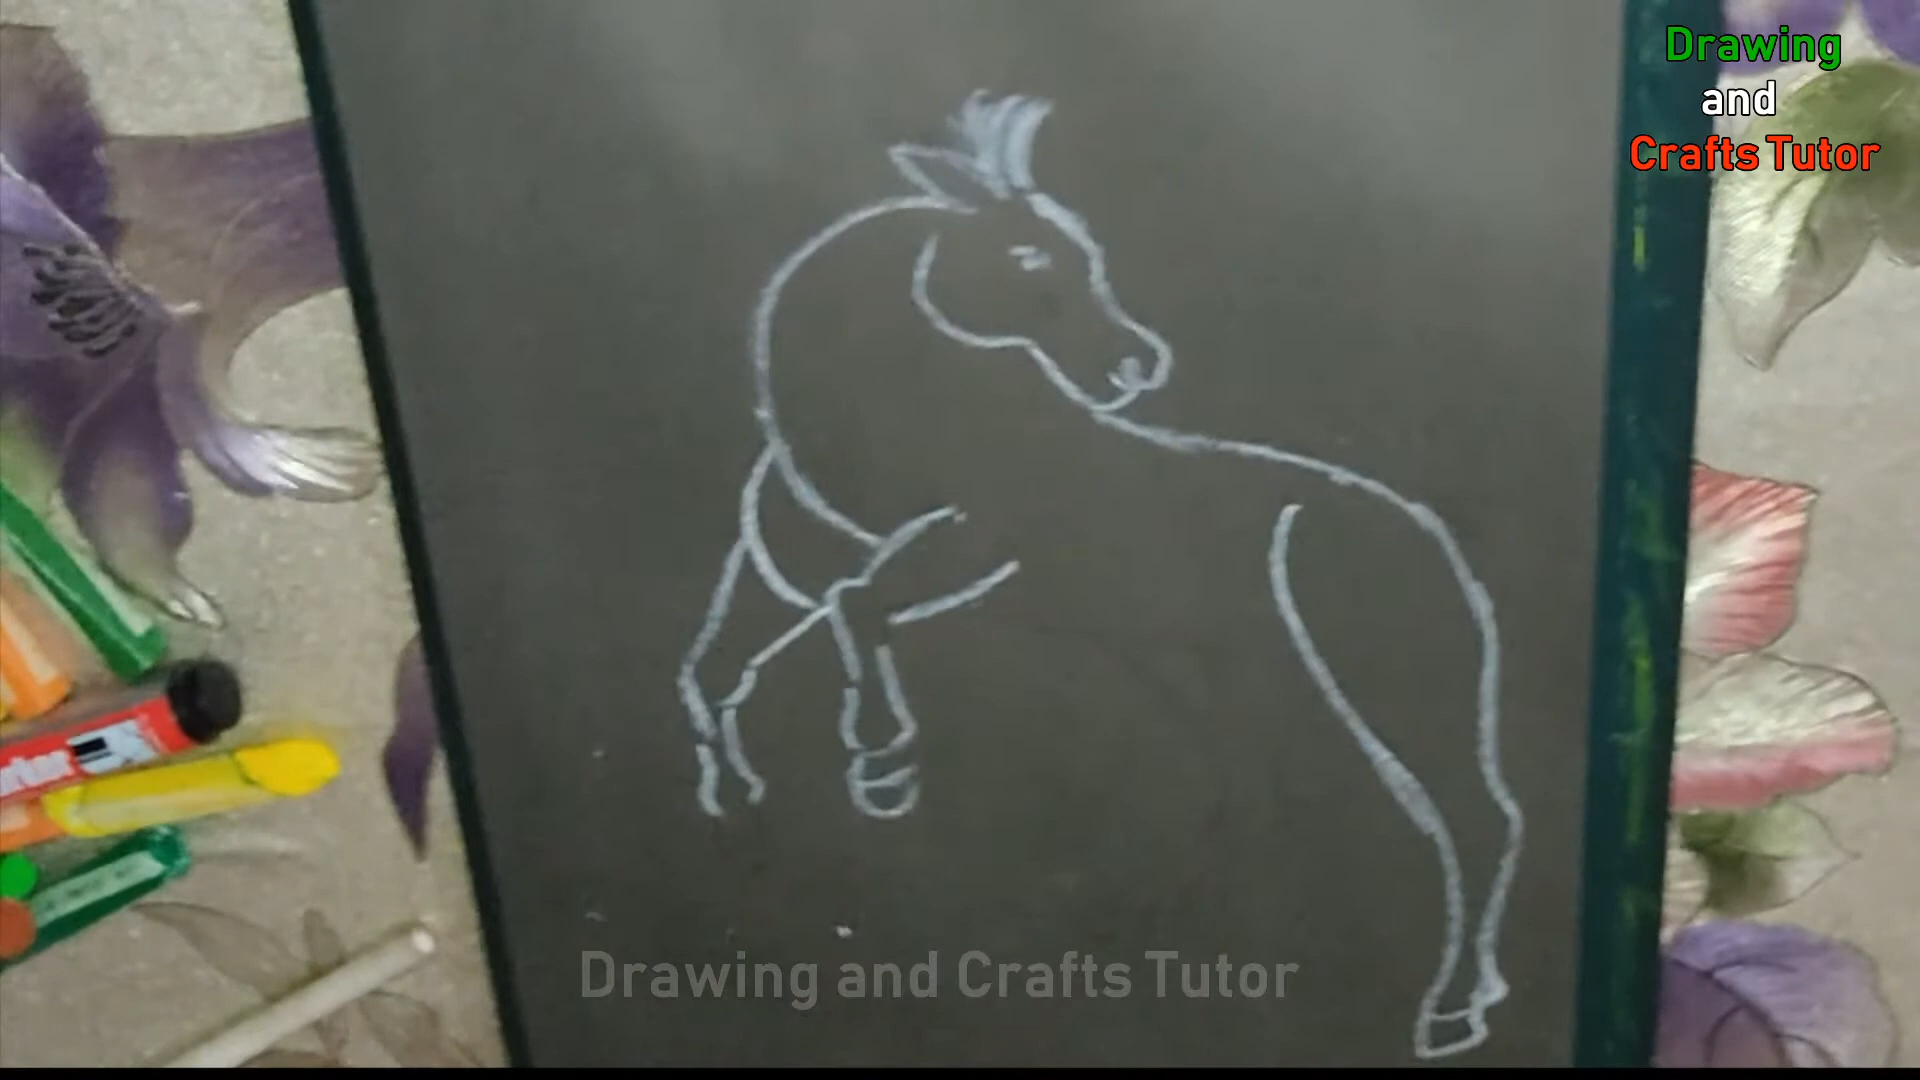 Drawing
and
Crafts Tutor
Drawing and Crafts Tutor